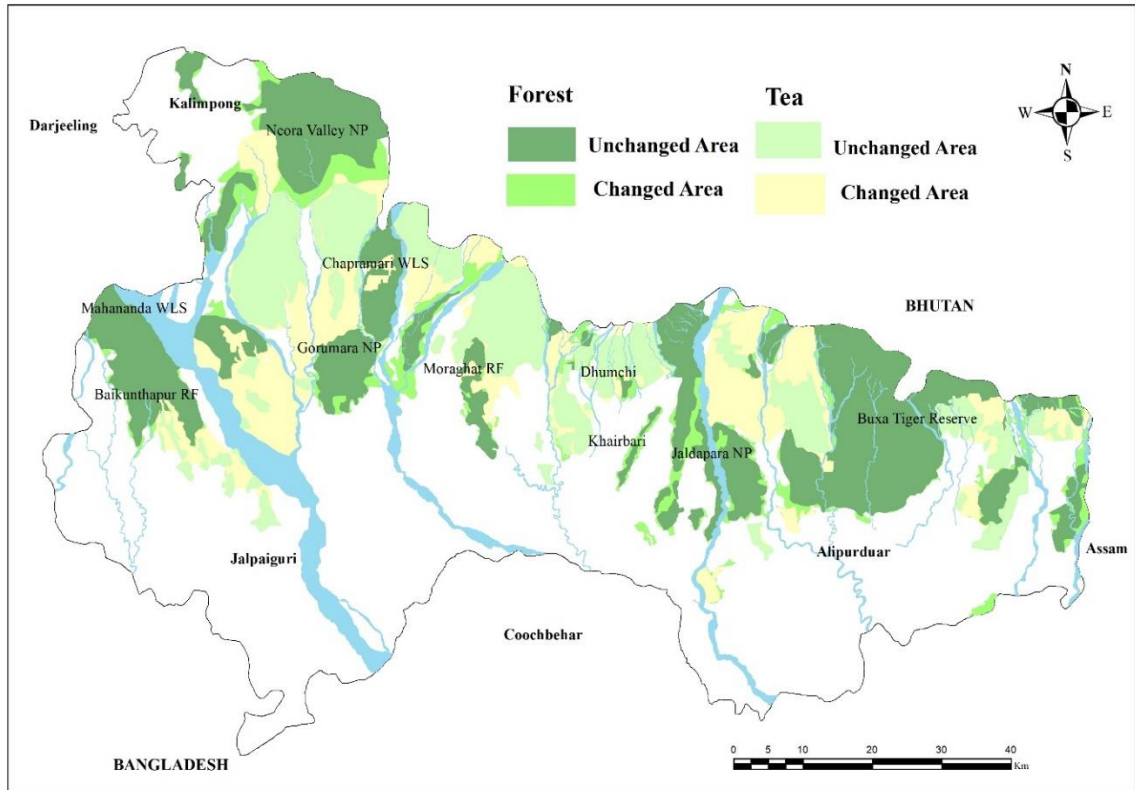 N
W E
S
Kalimpong
Darjeeling
Forest
Tea
Neora Valley NP
Unchanged Area
Unchanged Area
Changed Area
Changed Area
Chapramari WLS
BHUTAN
Mahananda WLS
Gorumara NP
Moraghat RF
Dhumchi
Baikunthapur RF
Buxa Tiger Reserve
Khairbari
Jaldapara NP
Jalpaiguri
Alipurduar
Assam
Coochbehar
BANGLADESH
0 5 10 20 30 40
Km